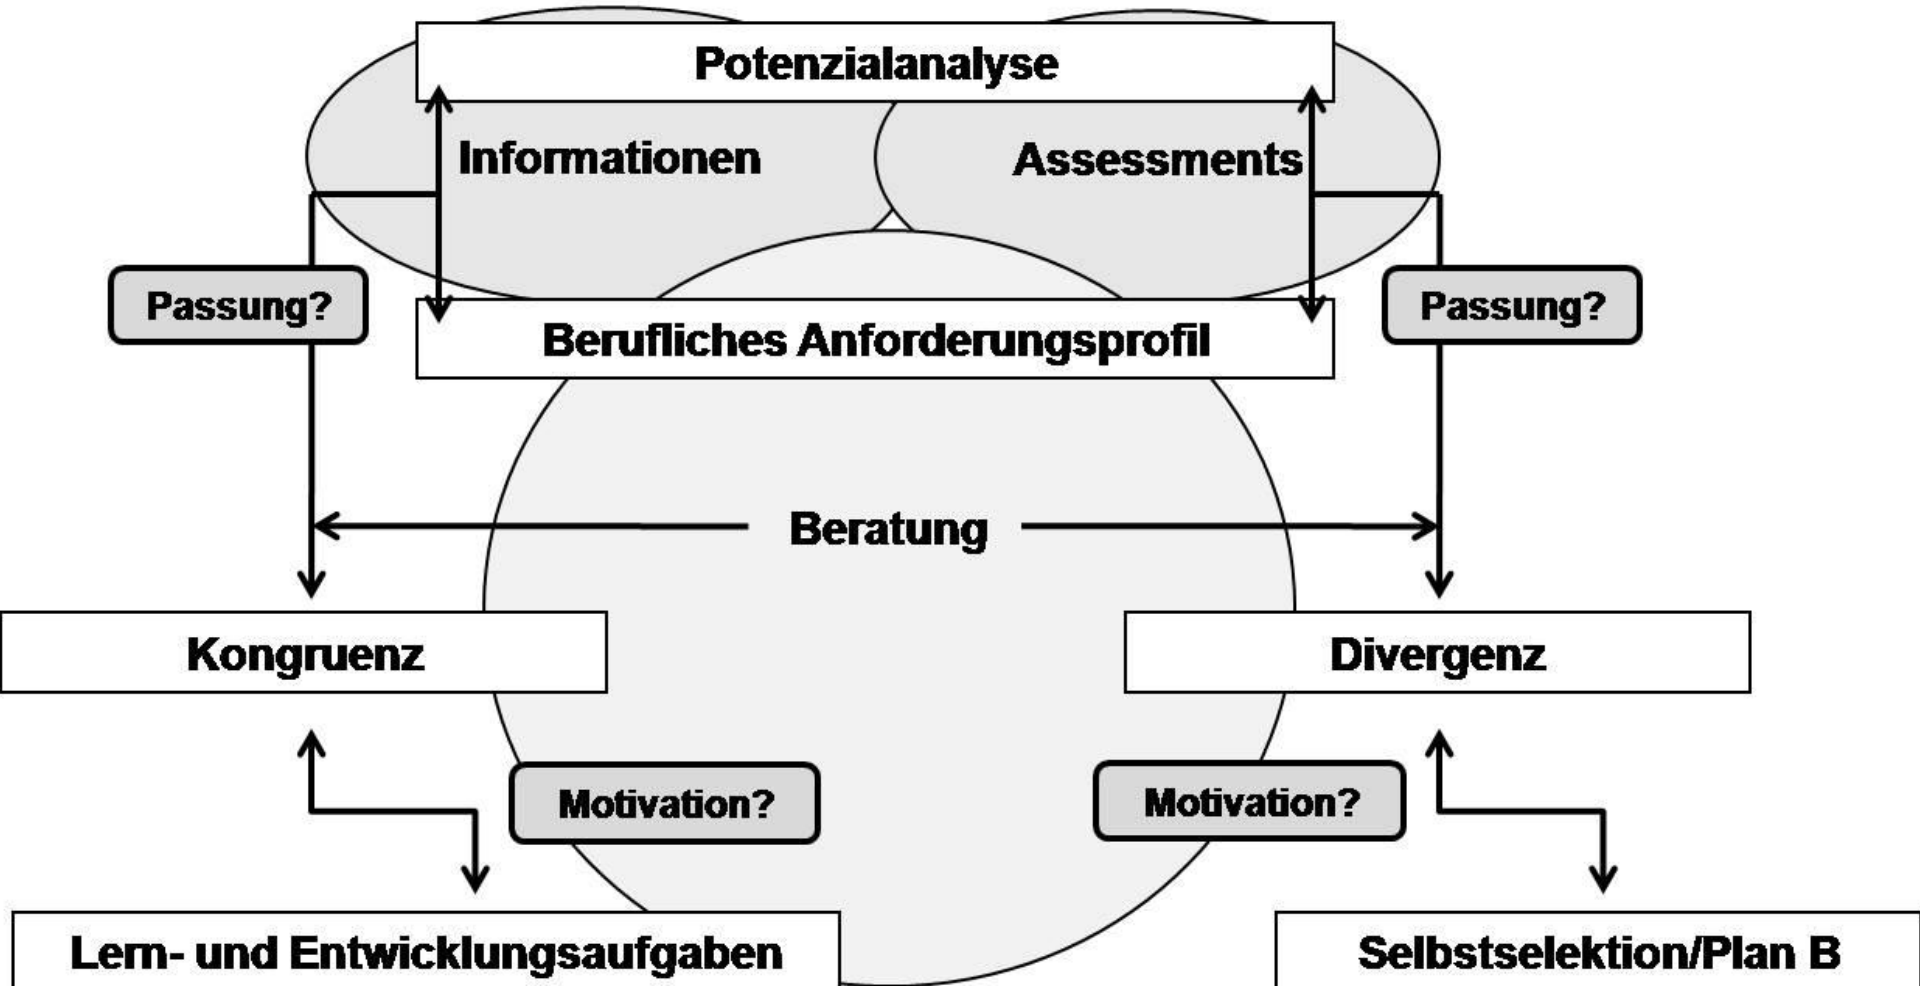 Potenzialanalyse
Informationen
Assessments
Passung?
Passung?
Berufliches Anforderungsprofil
Beratung
Kongruenz
Divergenz
Motivation?
Motivation?
Lern- und Entwicklungsaufgaben
Selbstselektion/Plan B